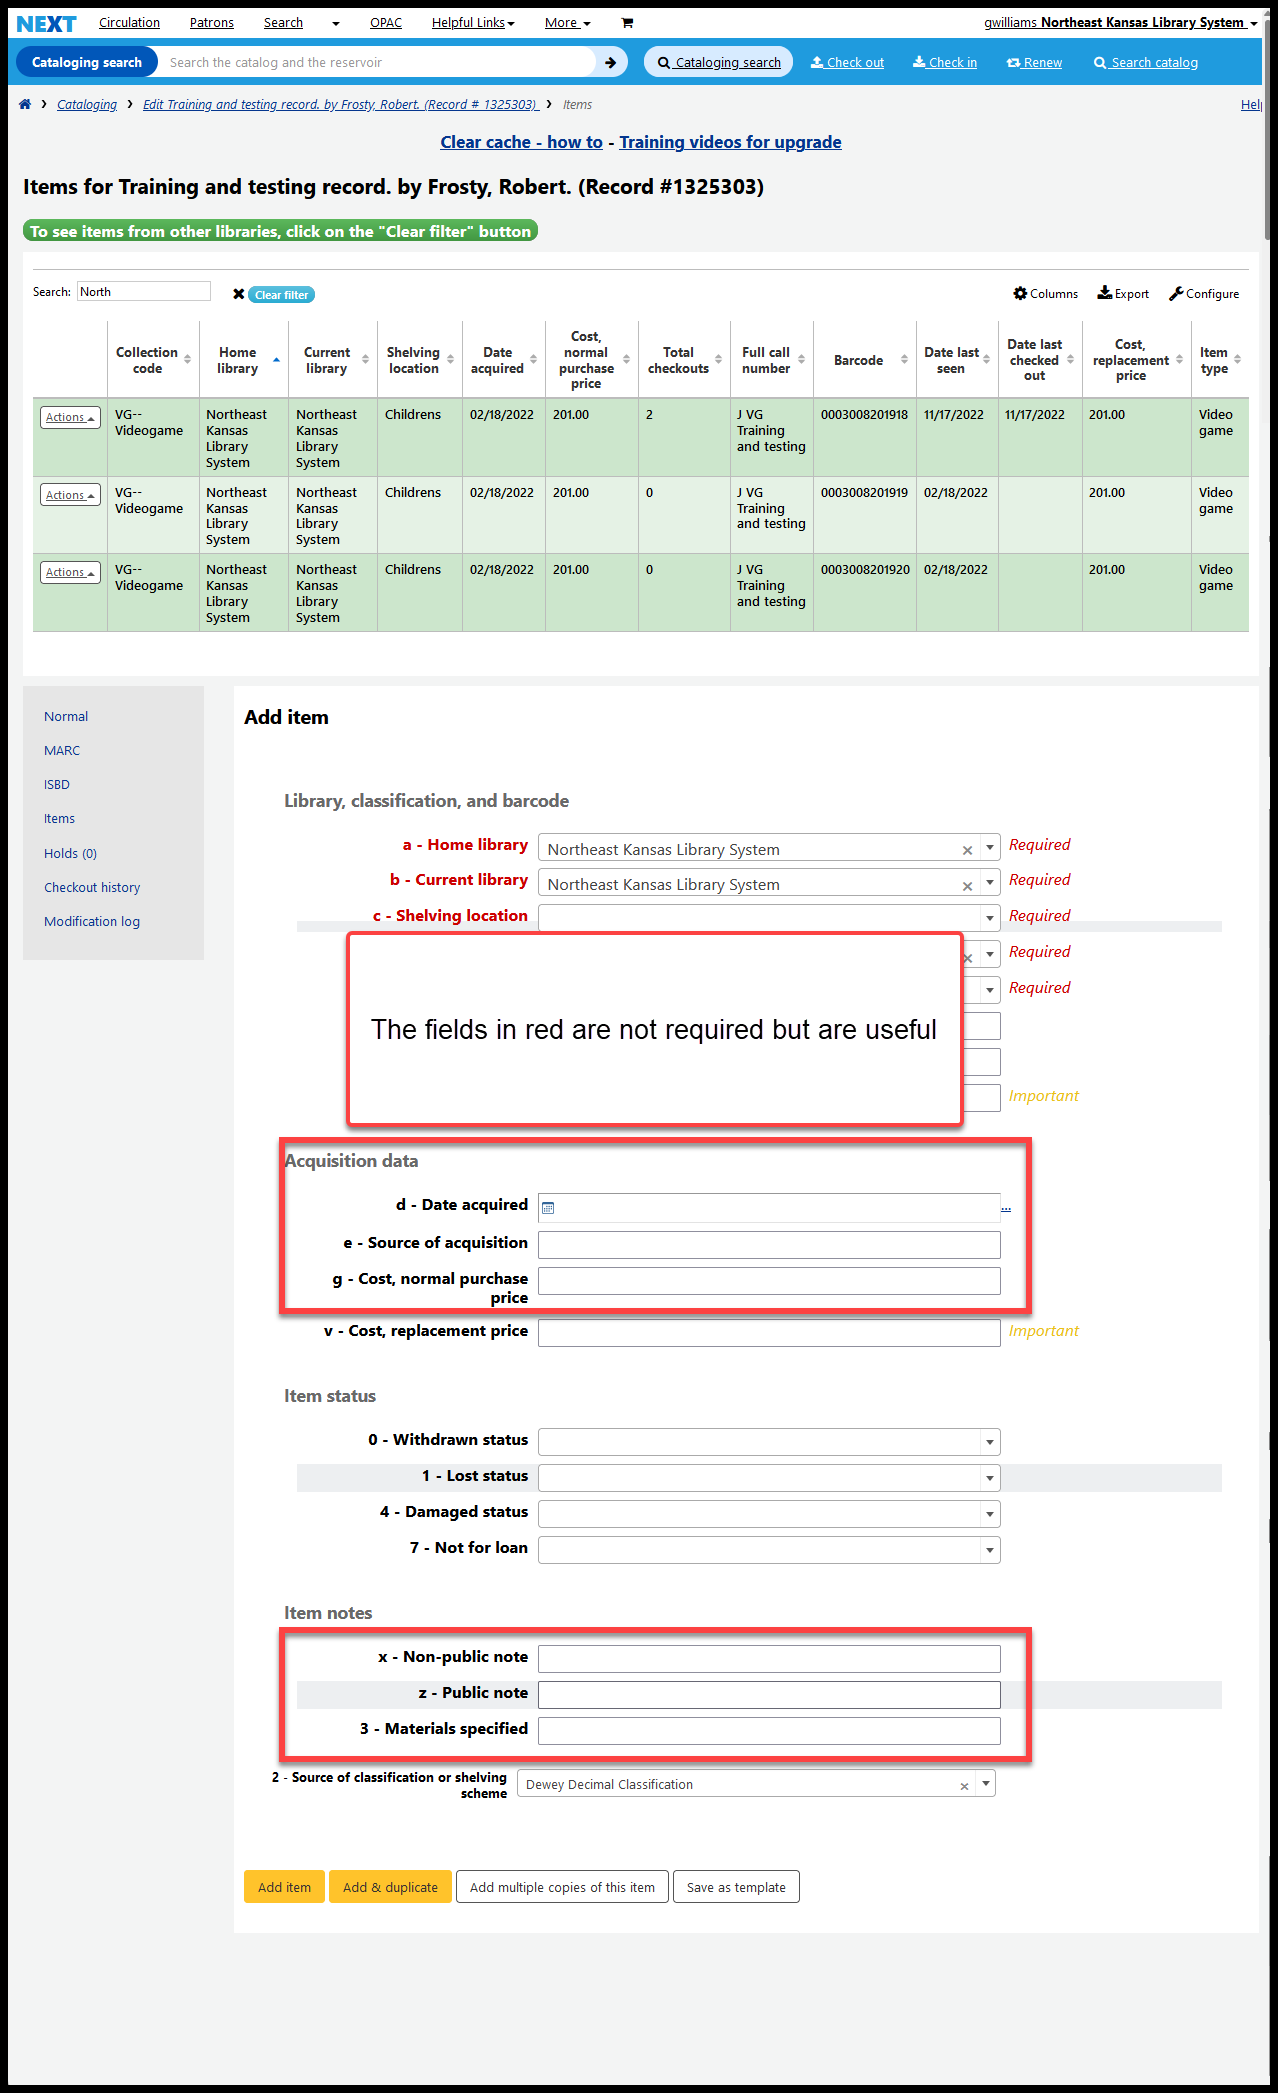 NEXT Circulation Patrons Search OPAC Helpful Links More gwilliams Northeast Kansas Library System
Cataloging search Search the catalog and the reservoir Cataloging search Check out Check in Renew Search catalog
Cataloging Edit Training and testing record. by Frosty, Robert. (Record # 1325303) Items Help
Clear cache - how to - Training videos for upgrade
Items for Training and testing record. by Frosty, Robert. (Record #1325303)
To see items from other libraries, click on the "Clear filter" button
Search: North Clear filter Columns Export Configure
Collection code Home library Current library Shelving location Date acquired Cost, normal purchase price Total checkouts Full call number Barcode Date last seen Date last checked out Cost, replacement price Item type
Actions VG--Videogame Northeast Kansas Library System Northeast Kansas Library System Childrens 02/18/2022 201.00 2 J VG Training and testing 0003008201918 11/17/2022 11/17/2022 201.00 Video game
Actions VG--Videogame Northeast Kansas Library System Northeast Kansas Library System Childrens 02/18/2022 201.00 0 J VG Training and testing 0003008201919 02/18/2022 201.00 Video game
Actions VG--Videogame Northeast Kansas Library System Northeast Kansas Library System Childrens 02/18/2022 201.00 0 J VG Training and testing 0003008201920 02/18/2022 201.00 Video game
Normal
MARC
ISBD
Items
Holds (0)
Checkout history
Modification log
Add item
Library, classification, and barcode
a - Home library Northeast Kansas Library System × Required
b - Current library Northeast Kansas Library System × Required
c - Shelving location Required
× Required
Required
The fields in red are not required but are useful
Important
Acquisition data
d - Date acquired ...
e - Source of acquisition
g - Cost, normal purchase
price
v - Cost, replacement price Important
Item status
0 - Withdrawn status
1 - Lost status
4 - Damaged status
7 - Not for loan
Item notes
x - Non-public note
z - Public note
3 - Materials specified
2 - Source of classification or shelving
scheme Dewey Decimal Classification ×
Add item Add & duplicate Add multiple copies of this item Save as template